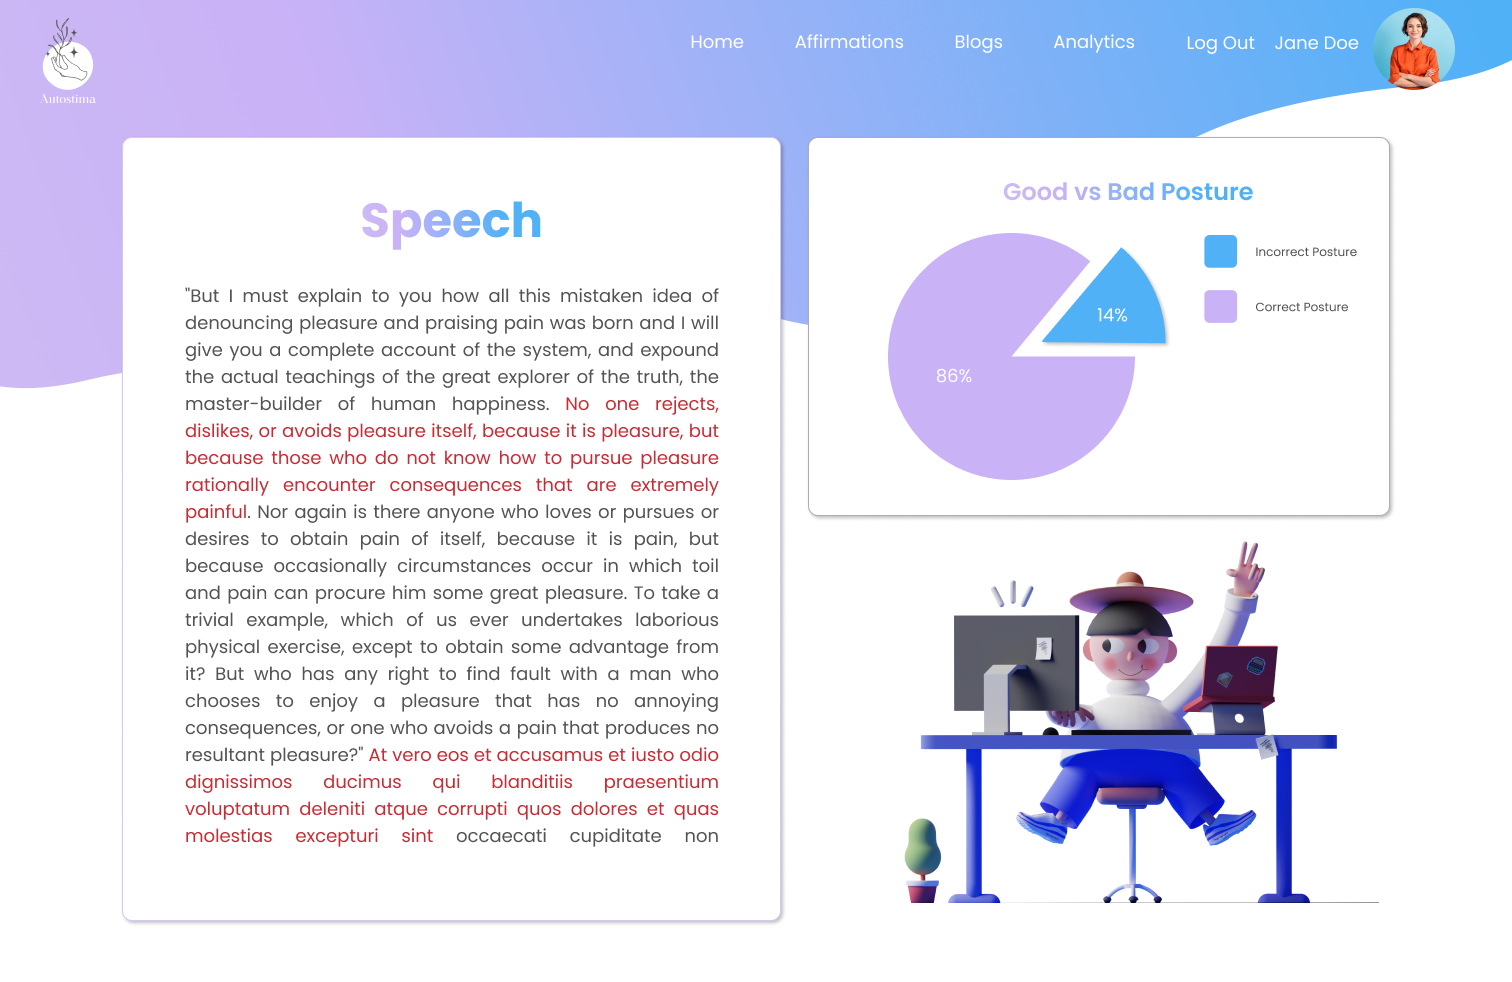 Home Affirmations Blogs Analytics Log Out Jane Doe
Autostima
Speech
"But I must explain to you how all this mistaken idea of
denouncing pleasure and praising pain was born and I will
give you a complete account of the system, and expound
the actual teachings of the great explorer of the truth, the
master-builder of human happiness. No one rejects,
dislikes, or avoids pleasure itself, because it is pleasure, but
because those who do not know how to pursue pleasure
rationally encounter consequences that are extremely
painful. Nor again is there anyone who loves or pursues or
desires to obtain pain of itself, because it is pain, but
because occasionally circumstances occur in which toil
and pain can procure him some great pleasure. To take a
trivial example, which of us ever undertakes laborious
physical exercise, except to obtain some advantage from
it? But who has any right to find fault with a man who
chooses to enjoy a pleasure that has no annoying
consequences, or one who avoids a pain that produces no
resultant pleasure?" At vero eos et accusamus et iusto odio
dignissimos ducimus qui blanditiis praesentium
voluptatum deleniti atque corrupti quos dolores et quas
molestias excepturi sint occaecati cupiditate non
Good vs Bad Posture
Incorrect Posture
14%
Correct Posture
86%